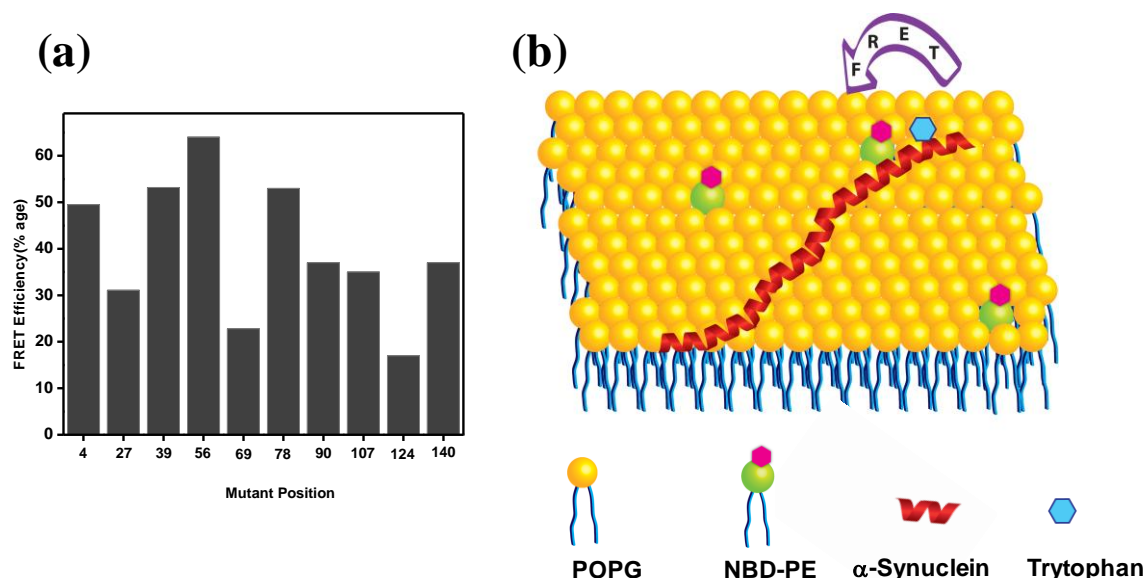 (a)
FRET Efficiency(% age)
60
50
40
30
20
10
0
4 27 39 56 69 78 90 107 124 140
Mutant Position
(b)
F R E T
POPG NBD-PE α-Synuclein Trytophan